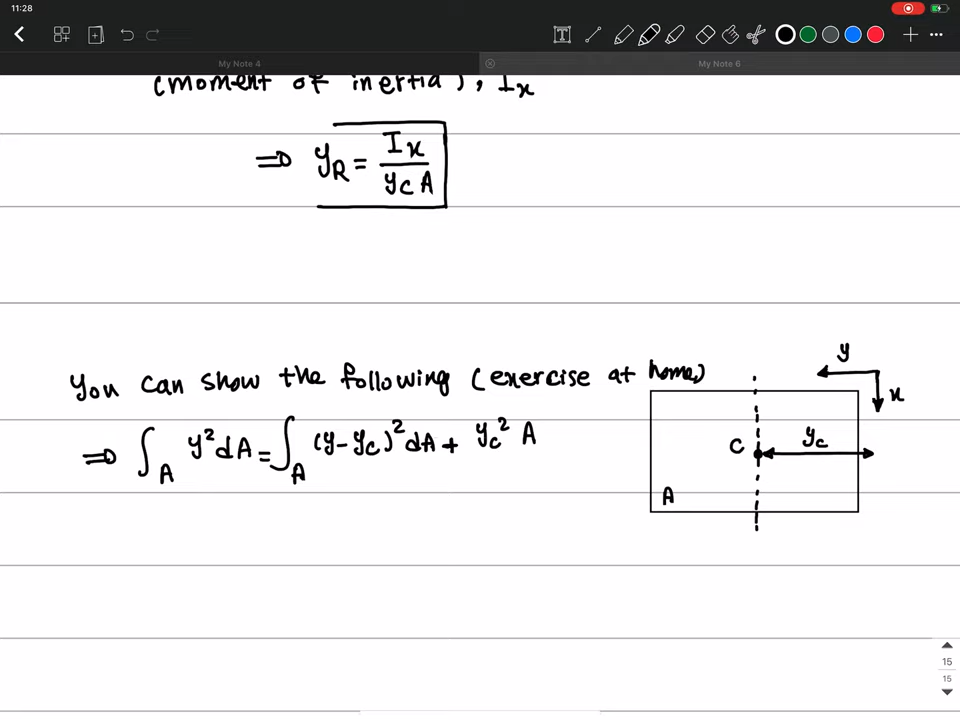 11:28
My Note 4
My Note 6
(moment of inertia), Ix
⇒ yR = Ix / yc A
You can show the following (exercise at home)
⇒ ∫A y² dA = ∫A (y - yc)² dA + yc² A
y
x
C
yc
A
15
15